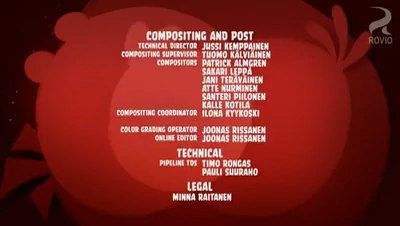 ROVIO
COMPOSITING AND POST
TECHNICAL DIRECTOR JUSSI KEMPPAINEN
COMPOSITING SUPERVISOR TUOMO KÄLVIÄINEN
COMPOSITORS PATRICK ALMGREN
SAKARI LEPPÄ
JANI TERÄVÄINEN
ATTE NURMINEN
SANTERI PIILONEN
KALLE KOTILA
COMPOSITING COORDINATOR ILONA KYYKOSKI
COLOR GRADING OPERATOR JOONAS RISSANEN
ONLINE EDITOR JOONAS RISSANEN
TECHNICAL
PIPELINE TDS TIMO RONGAS
PAULI SUURAHO
LEGAL
MINNA RAITANEN